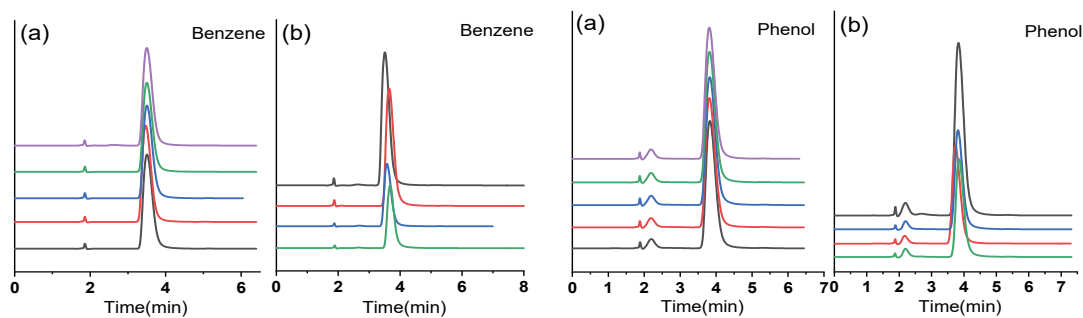 (a) Benzene
0 2 4 6
Time(min)
(b) Benzene
0 2 4 6 8
Time(min)
(a) Phenol
0 1 2 3 4 5 6 7
Time(min)
(b) Phenol
0 1 2 3 4 5 6 7
Time(min)